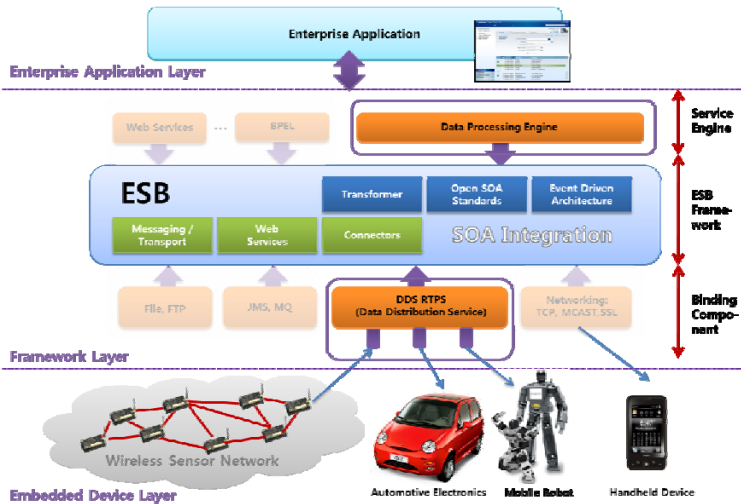 Enterprise Application
Enterprise Application Layer
Web Services
...
BPEL
Data Processing Engine
Service
Engine
ESB
Transformer
Open SOA
Standards
Event Driven
Architecture
Messaging /
Transport
Web
Services
Connectors
SOA Integration
ESB
Frame-
work
File, FTP
JMS, MQ
DDS RTPS
(Data Distribution Service)
Networking:
TCP, MCAST,SSL
Binding
Compo-
nent
Framework Layer
Wireless Sensor Network
Embedded Device Layer
Automotive Electronics
Mobile Robot
Handheld Device